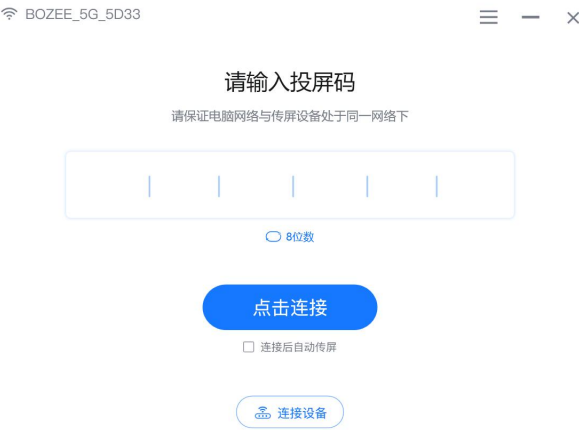 BOZEE_5G_5D33
请输入投屏码
请保证电脑网络与传屏设备处于同一网络下
8位数
点击连接
连接后自动传屏
连接设备